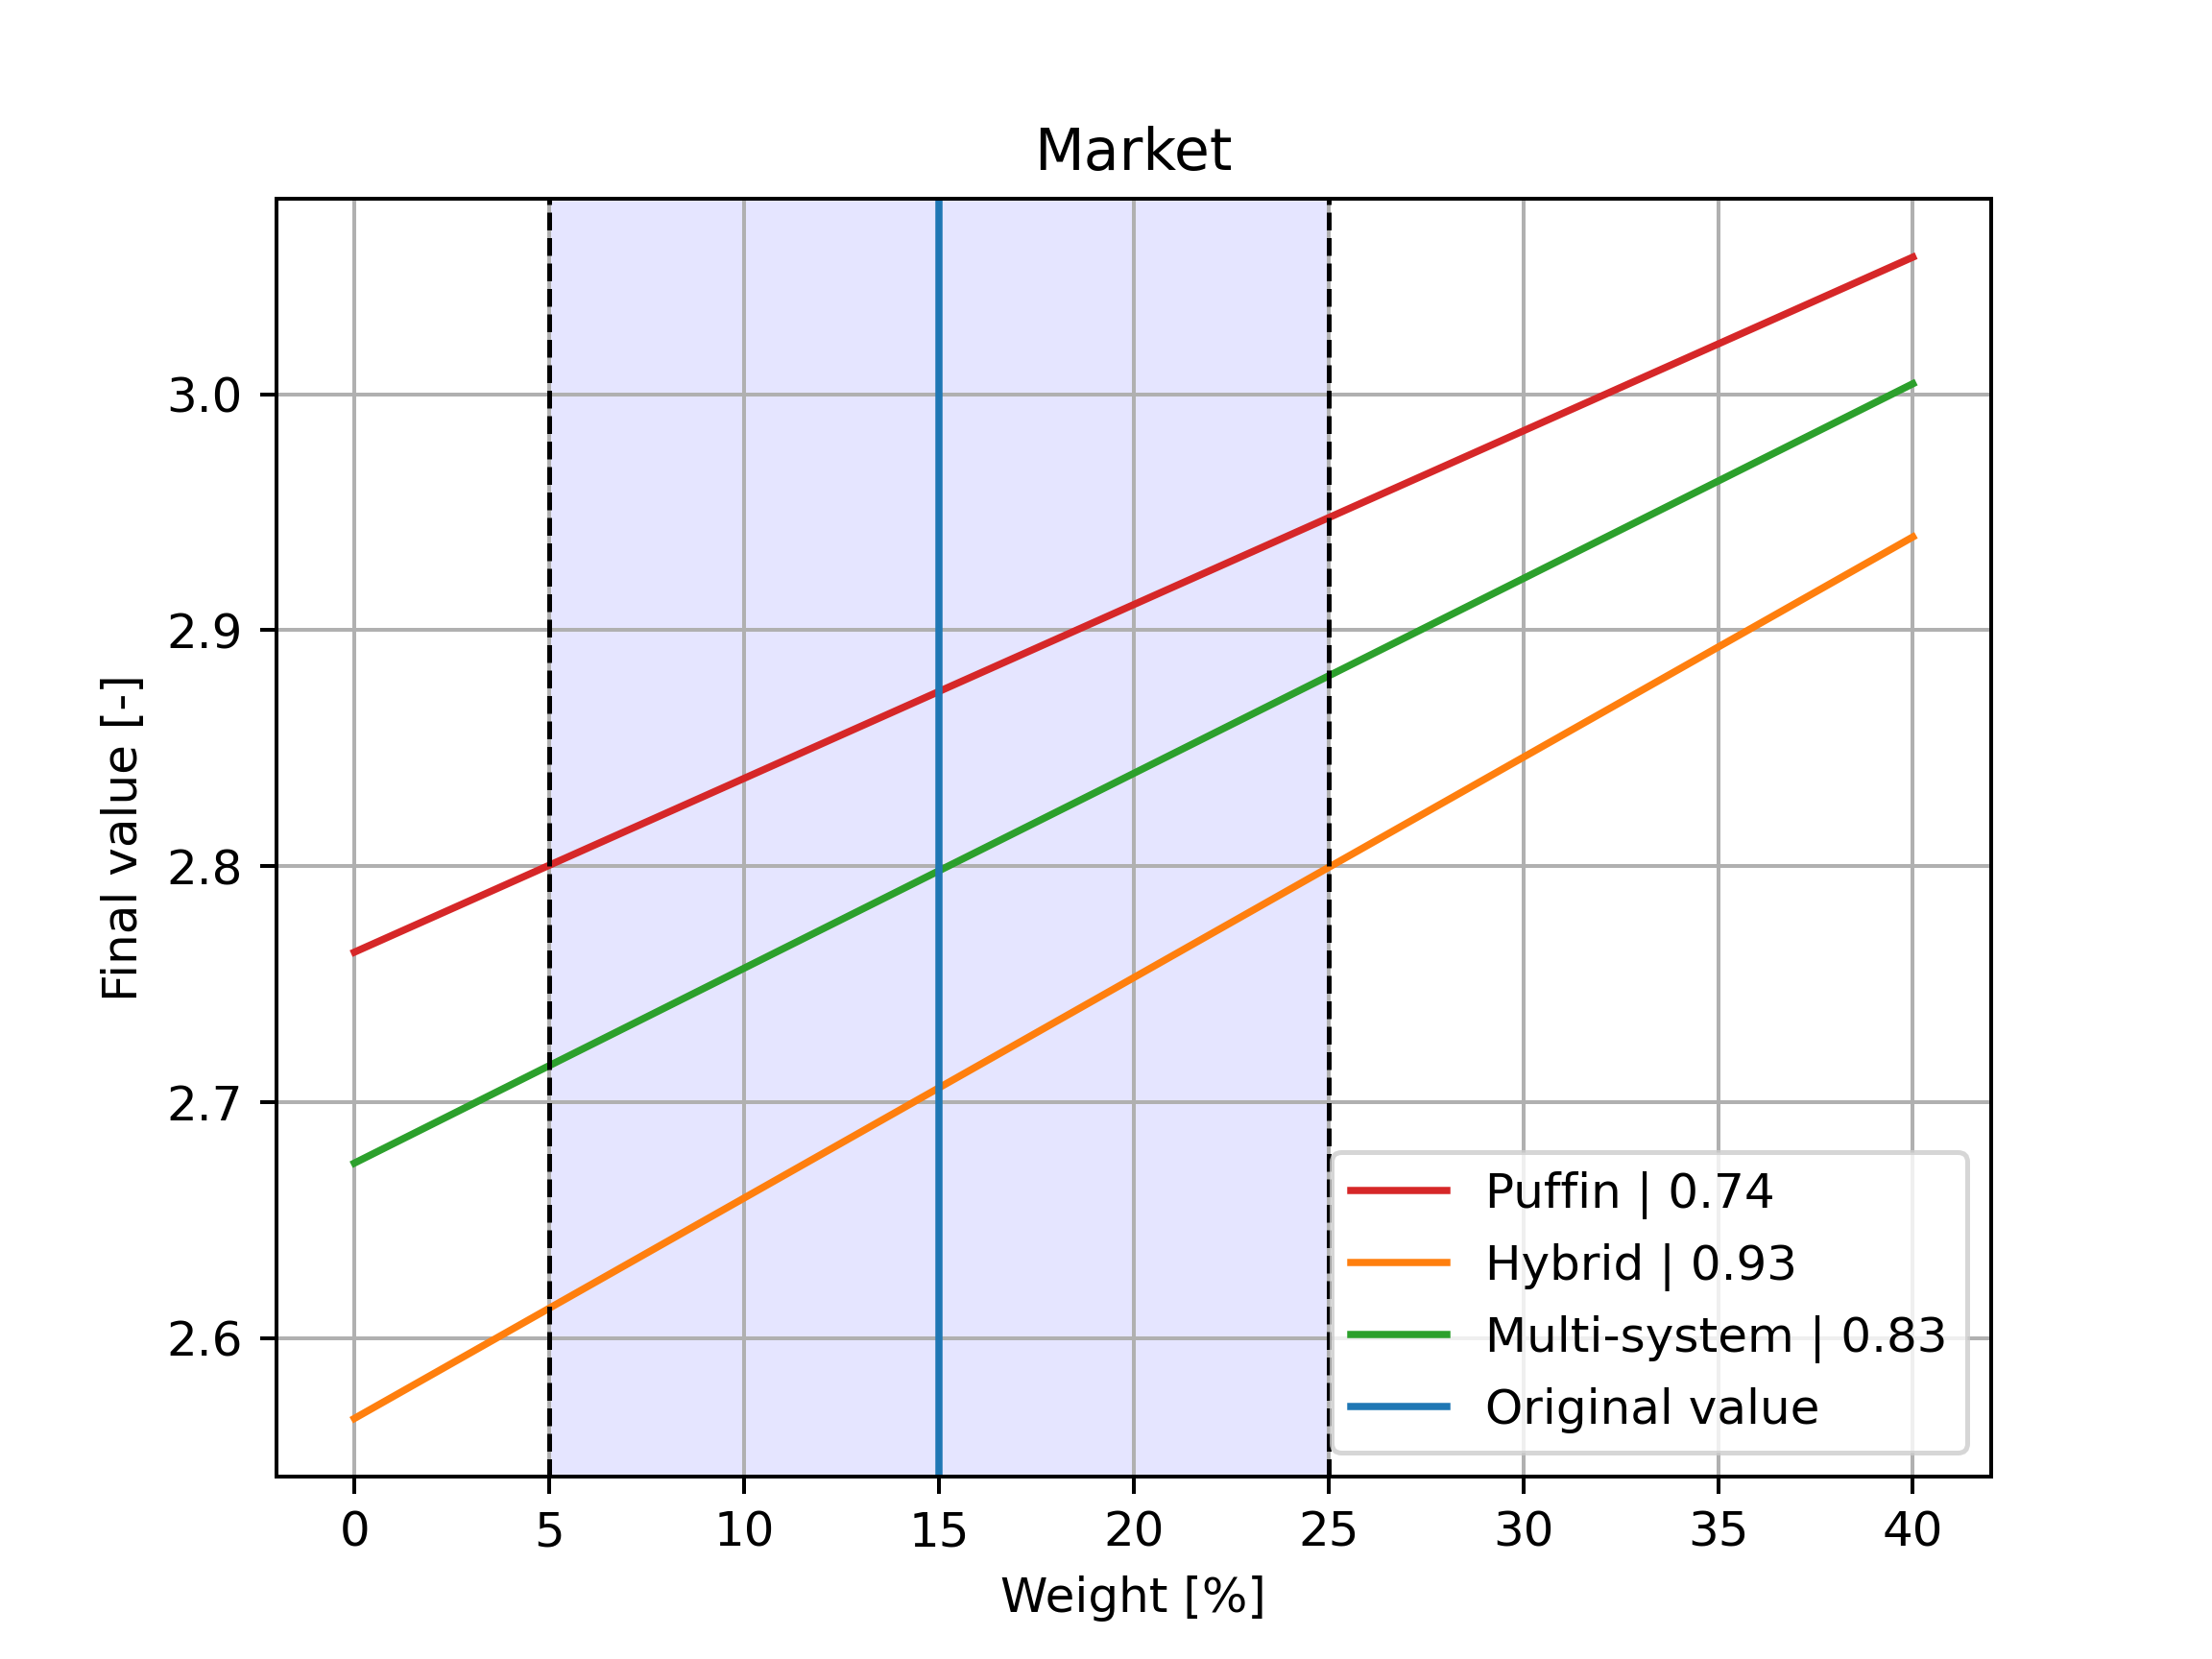 Market
Final value [-]
3.0
2.9
2.8
2.7
2.6
Puffin | 0.74
Hybrid | 0.93
Multi-system | 0.83
Original value
0 5 10 15 20 25 30 35 40
Weight [%]